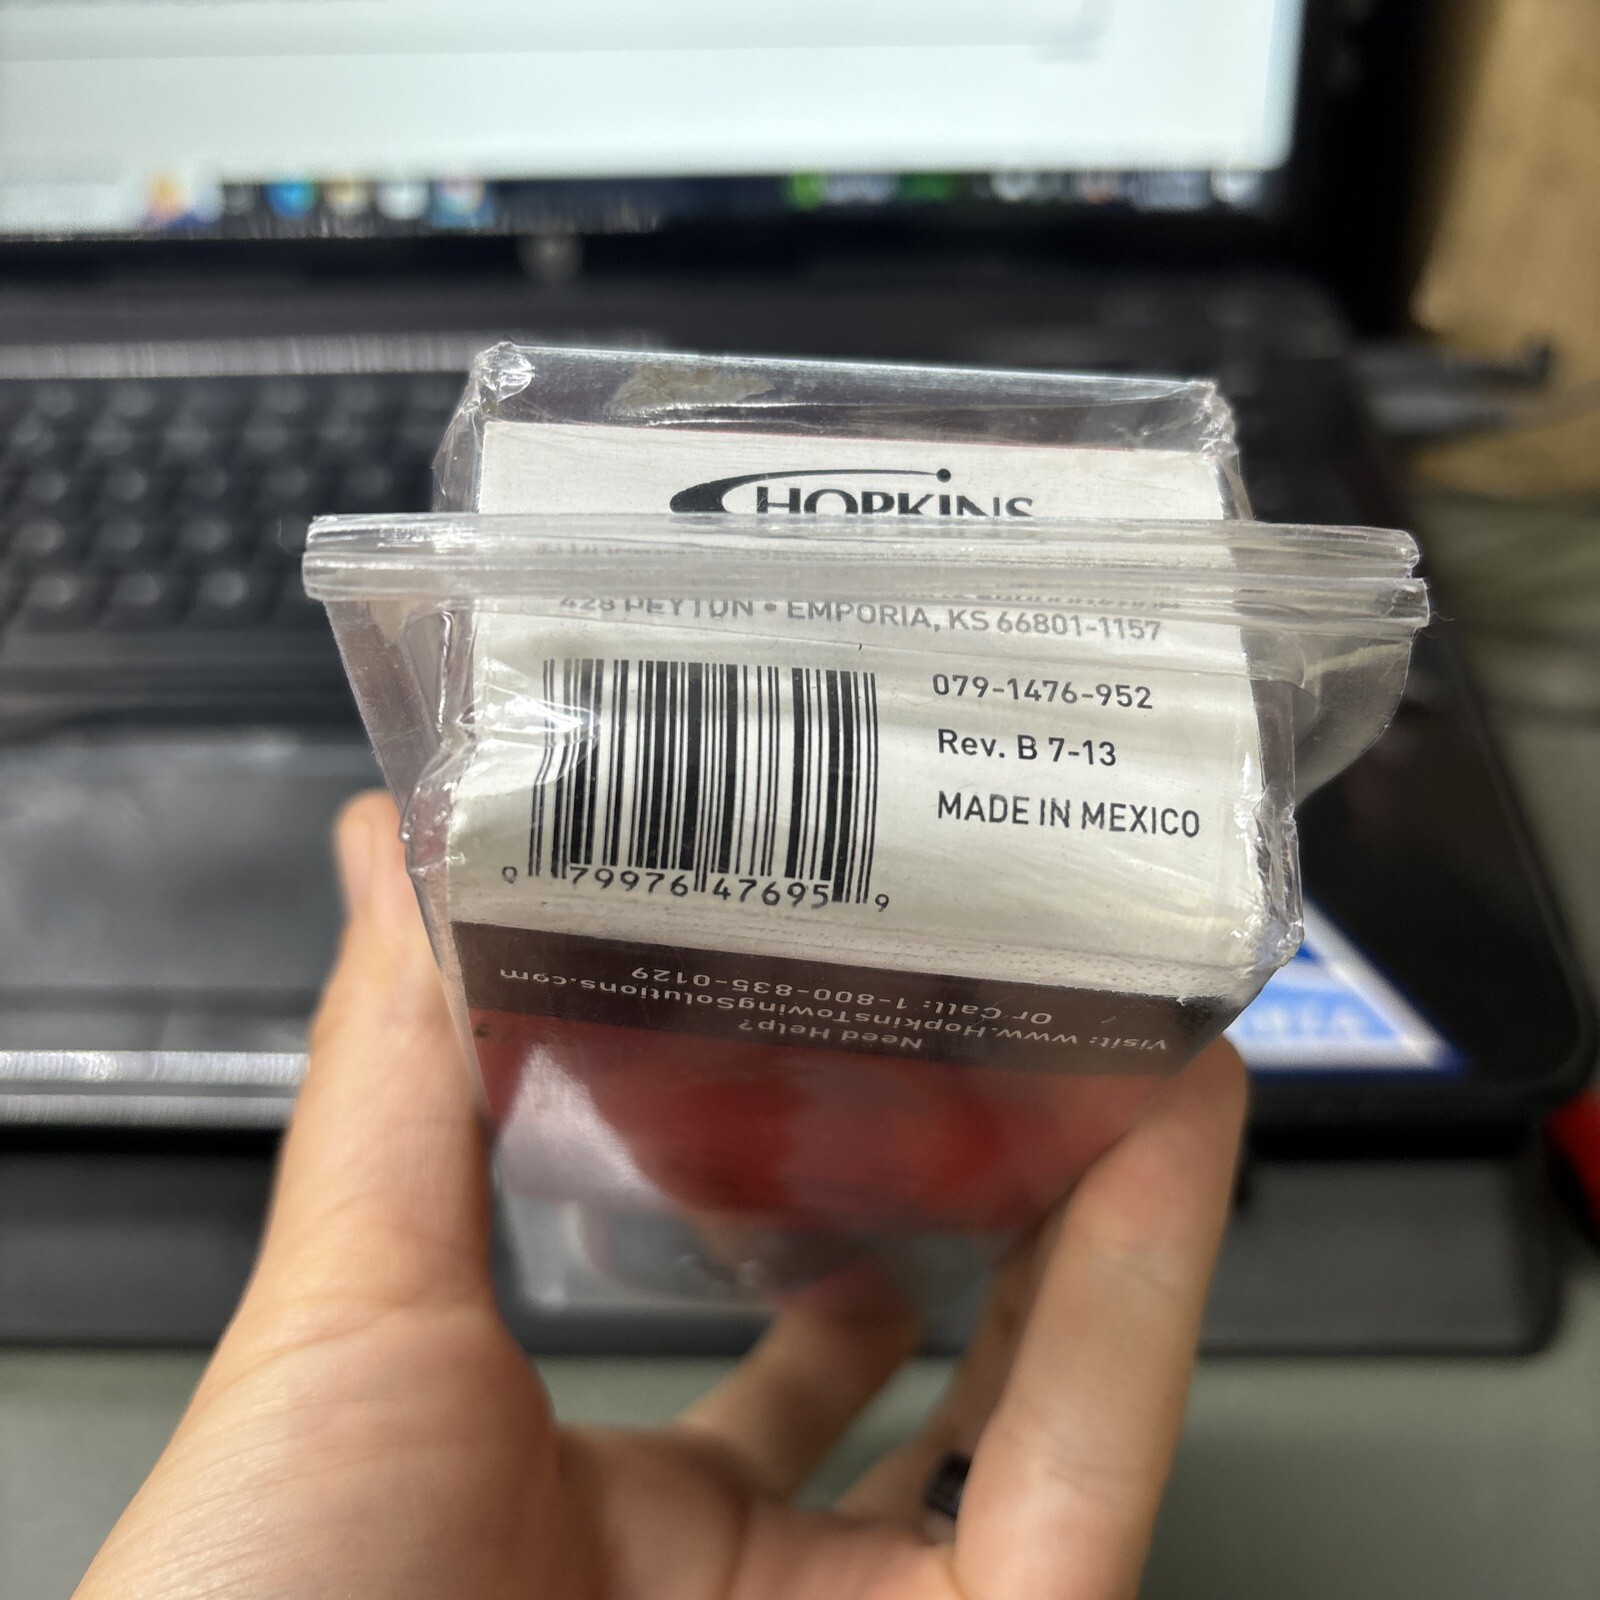 HOPKINS
428 PEYTON • EMPORIA, KS 66801-1157
079-1476-952
Rev. B 7-13
MADE IN MEXICO
0 79976 47695 9
Need Help?
Visit: www.HopkinsTowingSolutions.com
Or Call: 1-800-835-0129